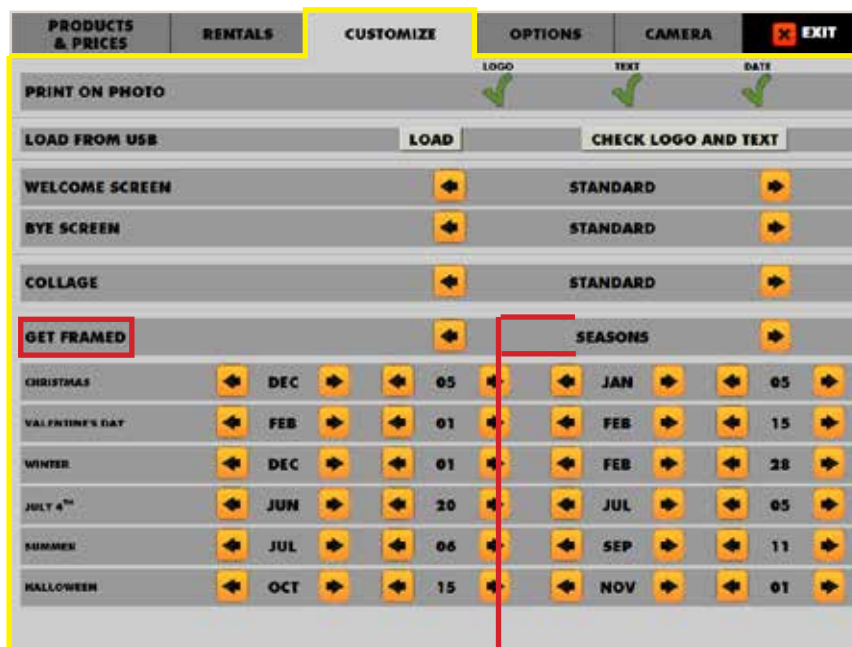 PRODUCTS & PRICES RENTALS CUSTOMIZE OPTIONS CAMERA X EXIT
LOGO TEXT DATE
PRINT ON PHOTO
LOAD FROM USB LOAD CHECK LOGO AND TEXT
WELCOME SCREEN STANDARD
BYE SCREEN STANDARD
COLLAGE STANDARD
GET FRAMED SEASONS
CHRISTMAS DEC 05 JAN 05
VALENTINE'S DAY FEB 01 FEB 15
WINTER DEC 01 FEB 28
JULY 4TH JUN 20 JUL 05
SUMMER JUL 06 SEP 11
HALLOWEEN OCT 15 NOV 01